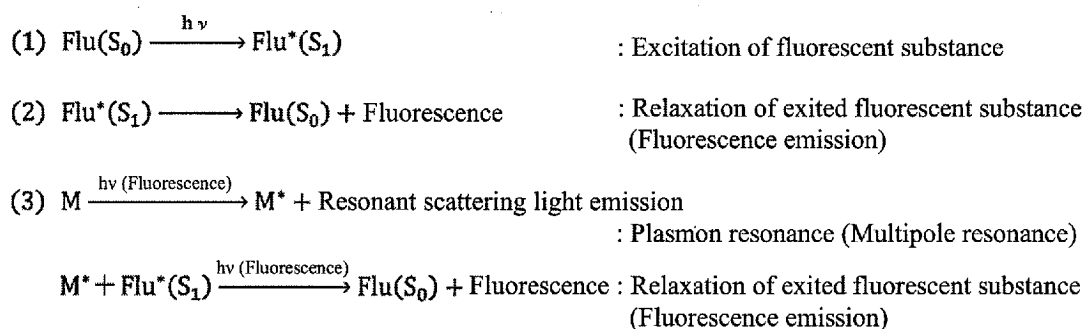 (1) Flu(S₀) hν⟶ Flu*(S₁) : Excitation of fluorescent substance
(2) Flu*(S₁) ⟶ Flu(S₀) + Fluorescence : Relaxation of exited fluorescent substance
(Fluorescence emission)
(3) M hν (Fluorescence)⟶ M* + Resonant scattering light emission
: Plasmon resonance (Multipole resonance)
M* + Flu*(S₁) hν (Fluorescence)⟶ Flu(S₀) + Fluorescence : Relaxation of exited fluorescent substance
(Fluorescence emission)